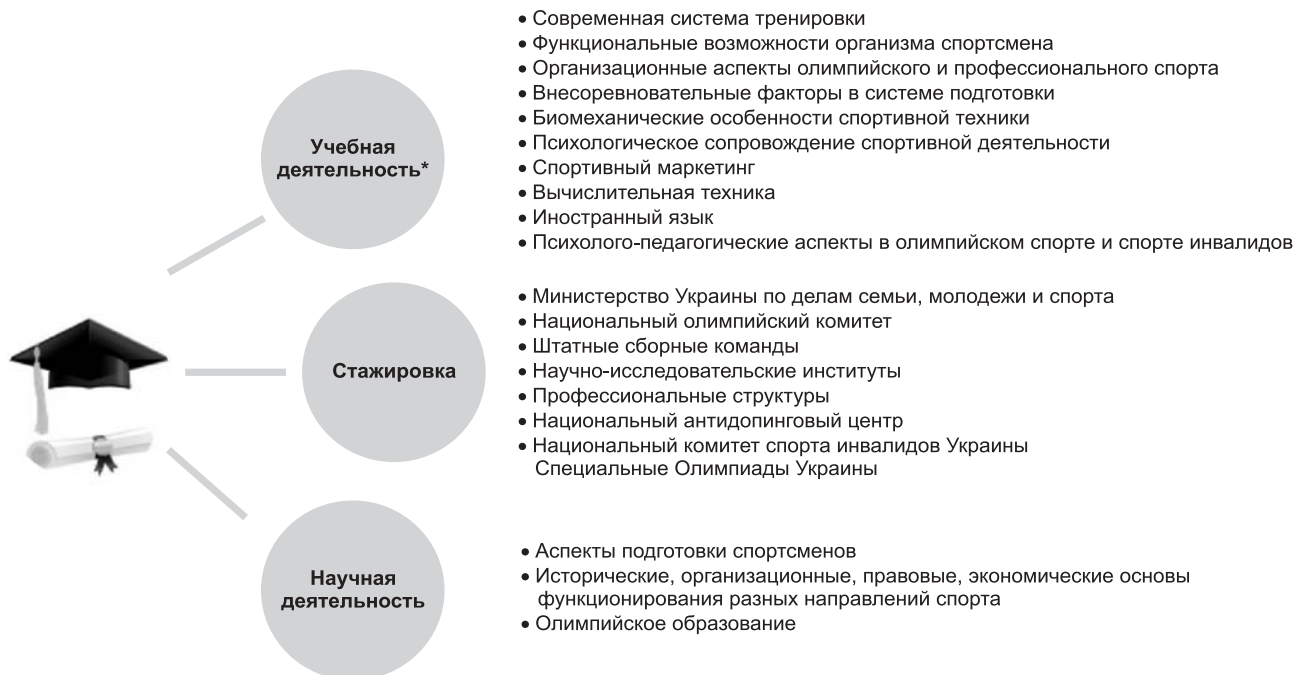 Учебная
деятельность*
• Современная система тренировки
• Функциональные возможности организма спортсмена
• Организационные аспекты олимпийского и профессионального спорта
• Внесоревновательные факторы в системе подготовки
• Биомеханические особенности спортивной техники
• Психологическое сопровождение спортивной деятельности
• Спортивный маркетинг
• Вычислительная техника
• Иностранный язык
• Психолого-педагогические аспекты в олимпийском спорте и спорте инвалидов
Стажировка
• Министерство Украины по делам семьи, молодежи и спорта
• Национальный олимпийский комитет
• Штатные сборные команды
• Научно-исследовательские институты
• Профессиональные структуры
• Национальный антидопинговый центр
• Национальный комитет спорта инвалидов Украины
Специальные Олимпиады Украины
Научная
деятельность
• Аспекты подготовки спортсменов
• Исторические, организационные, правовые, экономические основы
функционирования разных направлений спорта
• Олимпийское образование